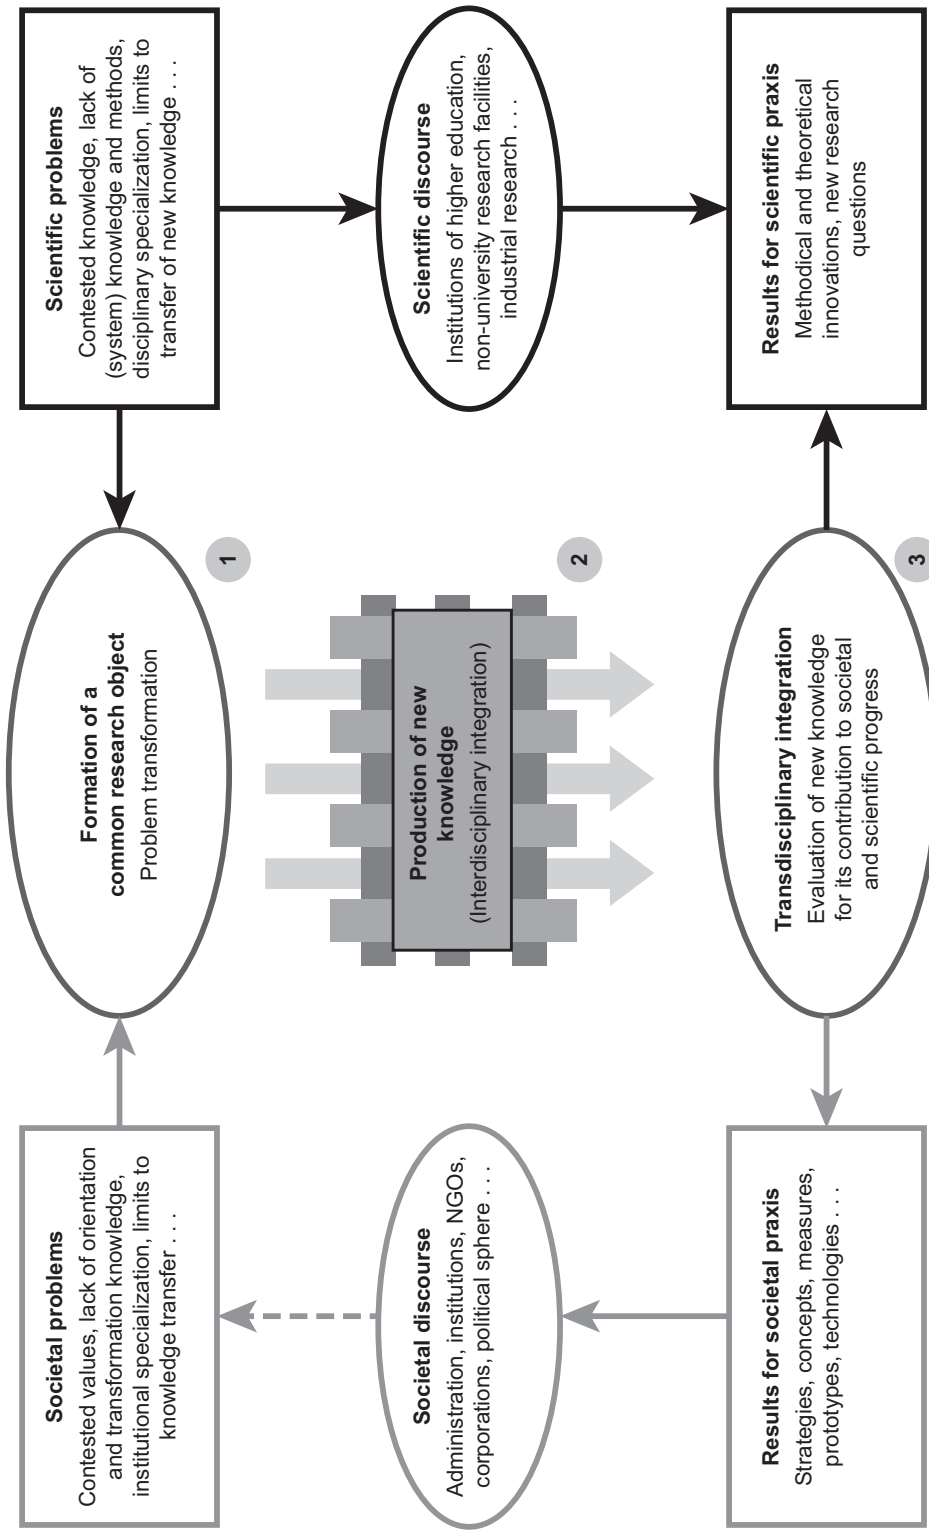 Societal problems
Contested values, lack of orientation
and transformation knowledge,
institutional specialization, limits to
knowledge transfer . . .
Formation of a
common research object
Problem transformation
1
Scientific problems
Contested knowledge, lack of
(system) knowledge and methods,
disciplinary specialization, limits to
transfer of new knowledge . . .
Societal discourse
Administration, institutions, NGOs,
corporations, political sphere . . .
Production of new
knowledge
(Interdisciplinary integration)
2
Scientific discourse
Institutions of higher education,
non-university research facilities,
industrial research . . .
Results for societal praxis
Strategies, concepts, measures,
prototypes, technologies . . .
Transdisciplinary integration
Evaluation of new knowledge
for its contribution to societal
and scientific progress
3
Results for scientific praxis
Methodical and theoretical
innovations, new research
questions